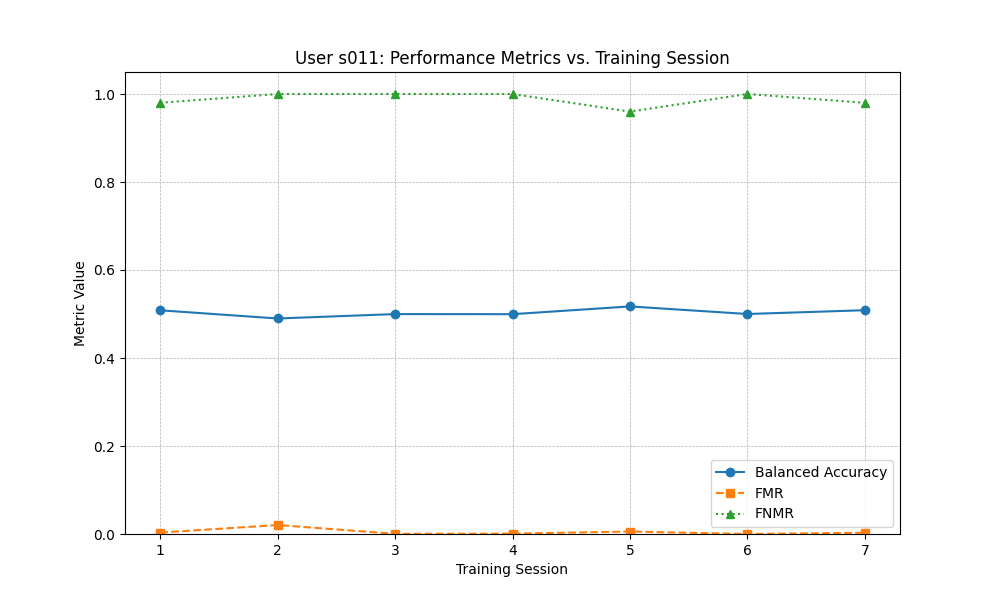 User s011: Performance Metrics vs. Training Session
Metric Value
1.0
0.8
0.6
0.4
0.2
0.0
Balanced Accuracy
FMR
FNMR
1 2 3 4 5 6 7
Training Session